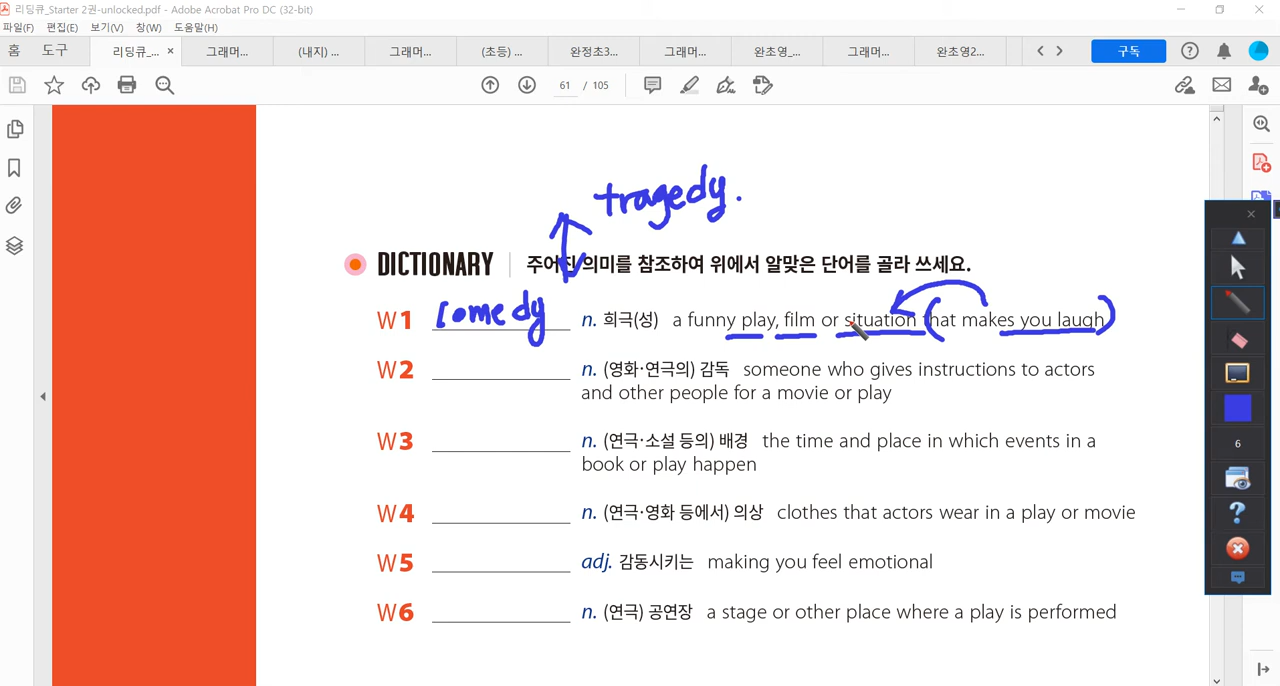 리딩큐_Starter 2권-unlocked.pdf - Adobe Acrobat Pro DC (32-bit)
파일(F) 편집(E) 보기(V) 창(W) 도움말(H)
홈 도구 리딩큐_... × 그래머... (내지) ... 그래머... (초등) ... 완정초3... 그래머... 완초영_... 그래머... 완초영2... 구독
61 / 105
tragedy.
DICTIONARY 주어진 의미를 참조하여 위에서 알맞은 단어를 골라 쓰세요.
W1 comedy n. 희극(성) a funny play, film or situation that makes you laugh
W2 n. (영화·연극의) 감독 someone who gives instructions to actors
and other people for a movie or play
W3 n. (연극·소설 등의) 배경 the time and place in which events in a
book or play happen
W4 n. (연극·영화 등에서) 의상 clothes that actors wear in a play or movie
W5 adj. 감동시키는 making you feel emotional
W6 n. (연극) 공연장 a stage or other place where a play is performed
6